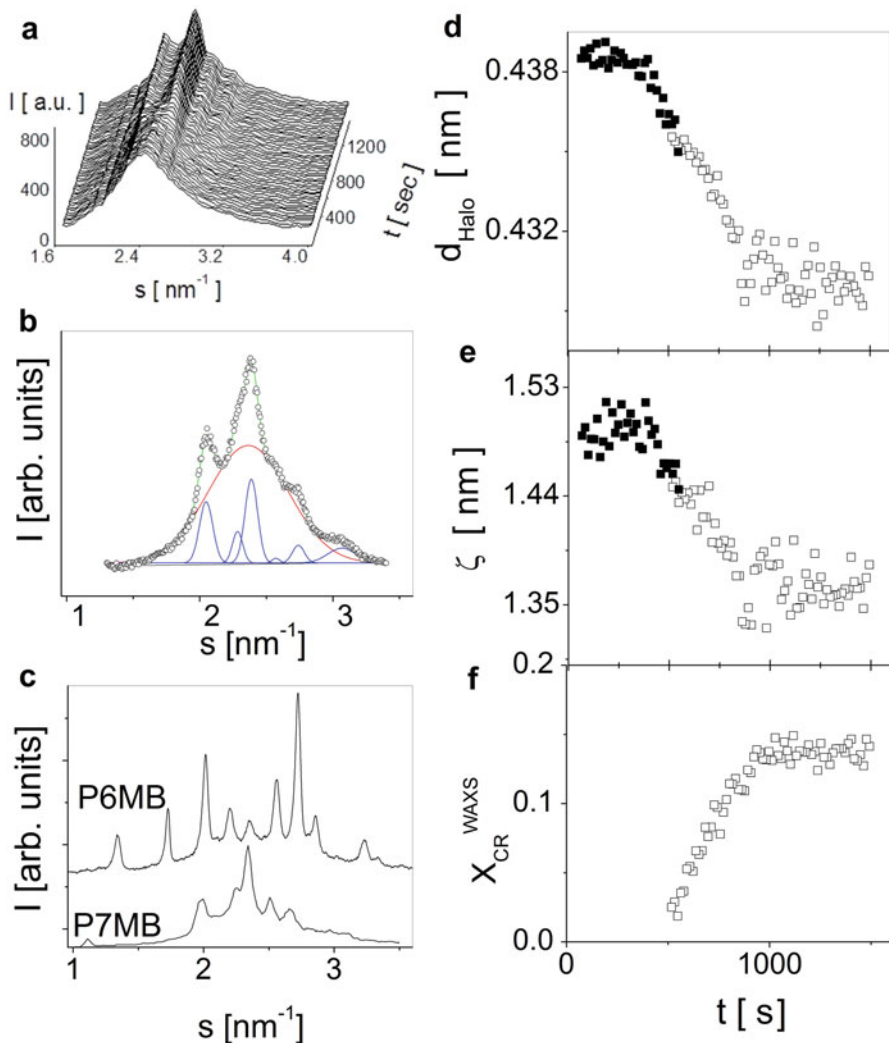 a
I [ a.u. ]
800
400
0
1.6
2.4
3.2
4.0
s [ nm⁻¹ ]
400
800
1200
t [ sec ]
b
I [arb. units]
1
2
3
s [nm⁻¹]
c
I [arb. units]
P6MB
P7MB
1
2
3
s [nm⁻¹]
d
d_Halo [ nm ]
0.438
0.432
e
ζ [ nm ]
1.53
1.44
1.35
f
X_CR^WAXS
0.2
0.1
0.0
0
1000
t [ s ]